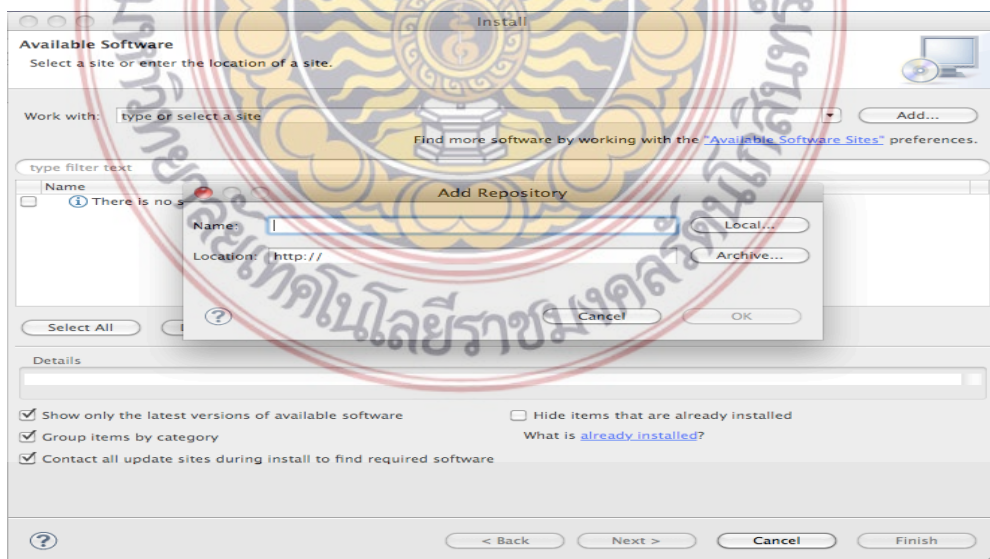 Install
Available Software
Select a site or enter the location of a site.
Work with: type or select a site Add...
Find more software by working with the "Available Software Sites" preferences.
type filter text
Name
There is no s
Add Repository
Name: Local...
Location: http:// Archive...
Cancel OK
Select All
Details
Show only the latest versions of available software
Hide items that are already installed
Group items by category
What is already installed?
Contact all update sites during install to find required software
< Back Next > Cancel Finish